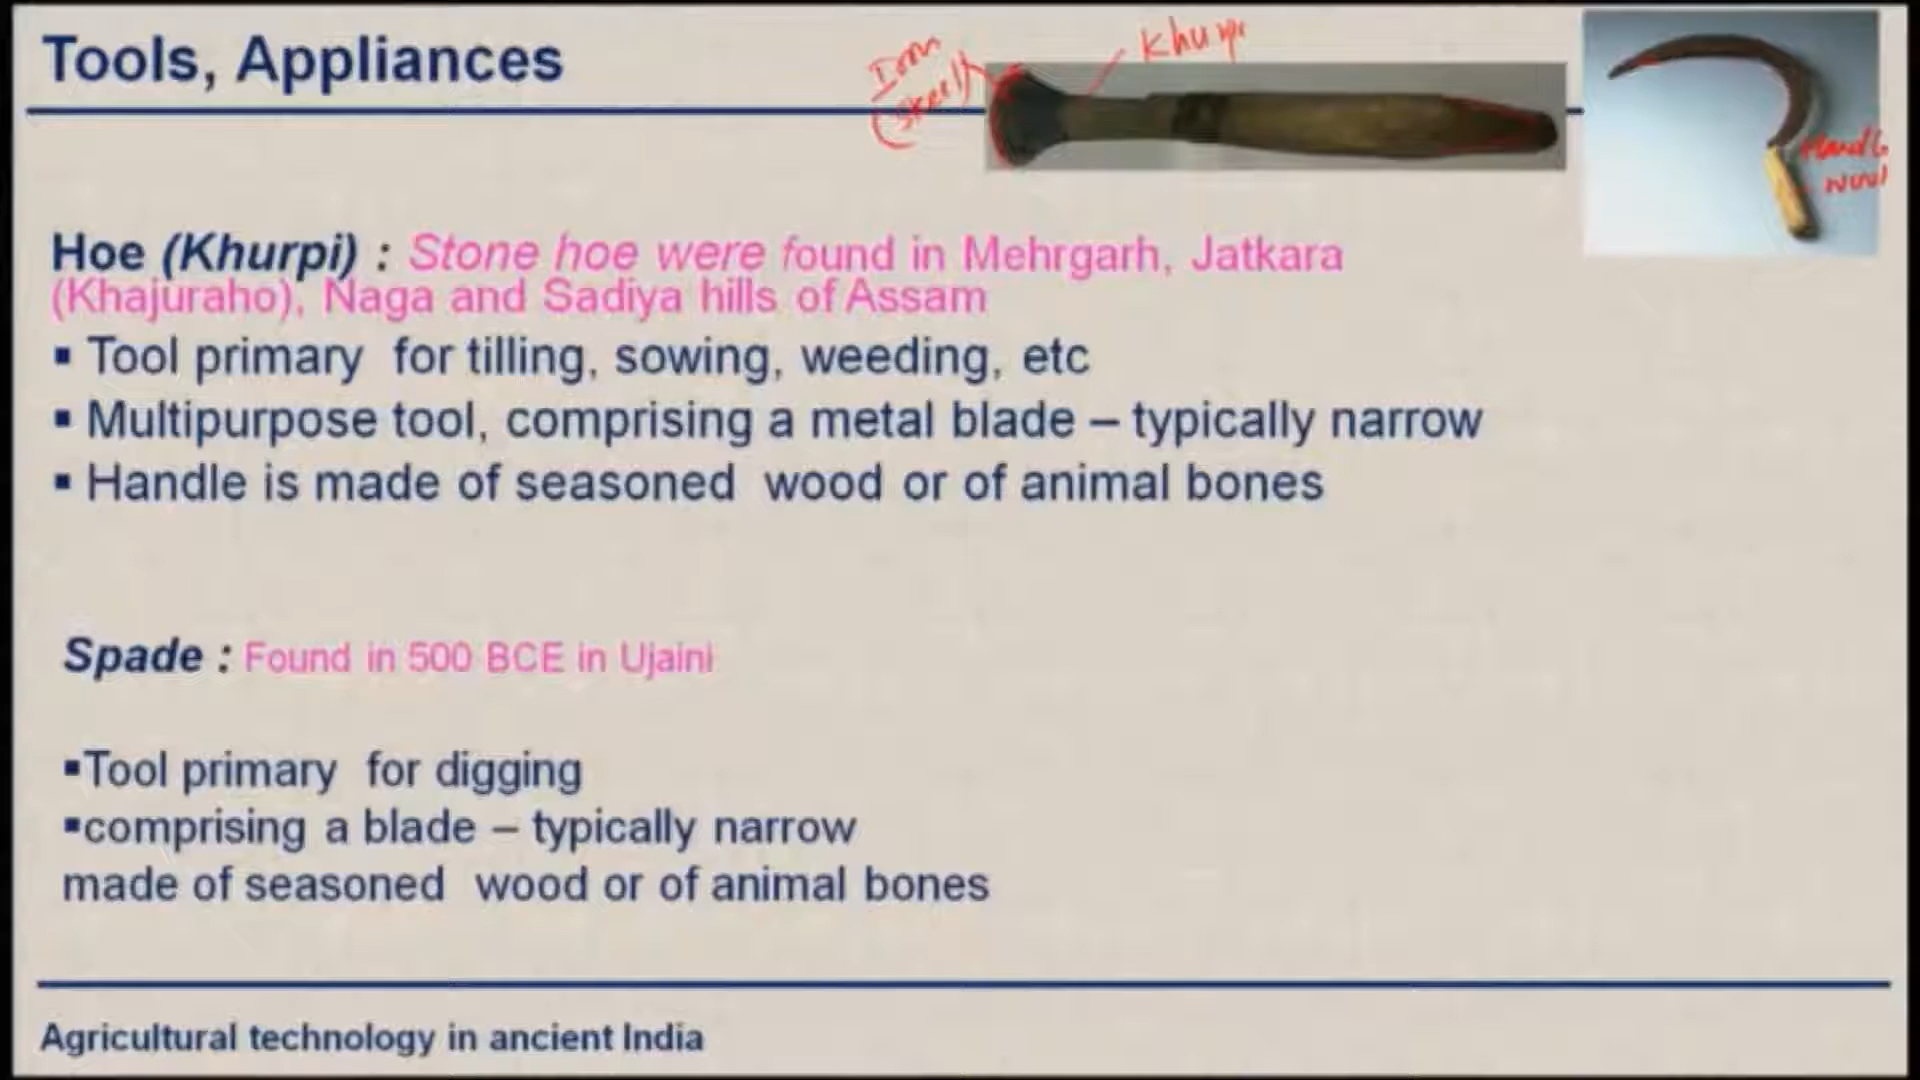 Tools, Appliances
Iron
(Steel)
Khurpi
Handle
Hoe (Khurpi) : Stone hoe were found in Mehrgarh, Jatkara
(Khajuraho), Naga and Sadiya hills of Assam
▪ Tool primary for tilling, sowing, weeding, etc
▪ Multipurpose tool, comprising a metal blade – typically narrow
▪ Handle is made of seasoned wood or of animal bones
Spade : Found in 500 BCE in Ujaini
▪Tool primary for digging
▪comprising a blade – typically narrow
made of seasoned wood or of animal bones
Agricultural technology in ancient India